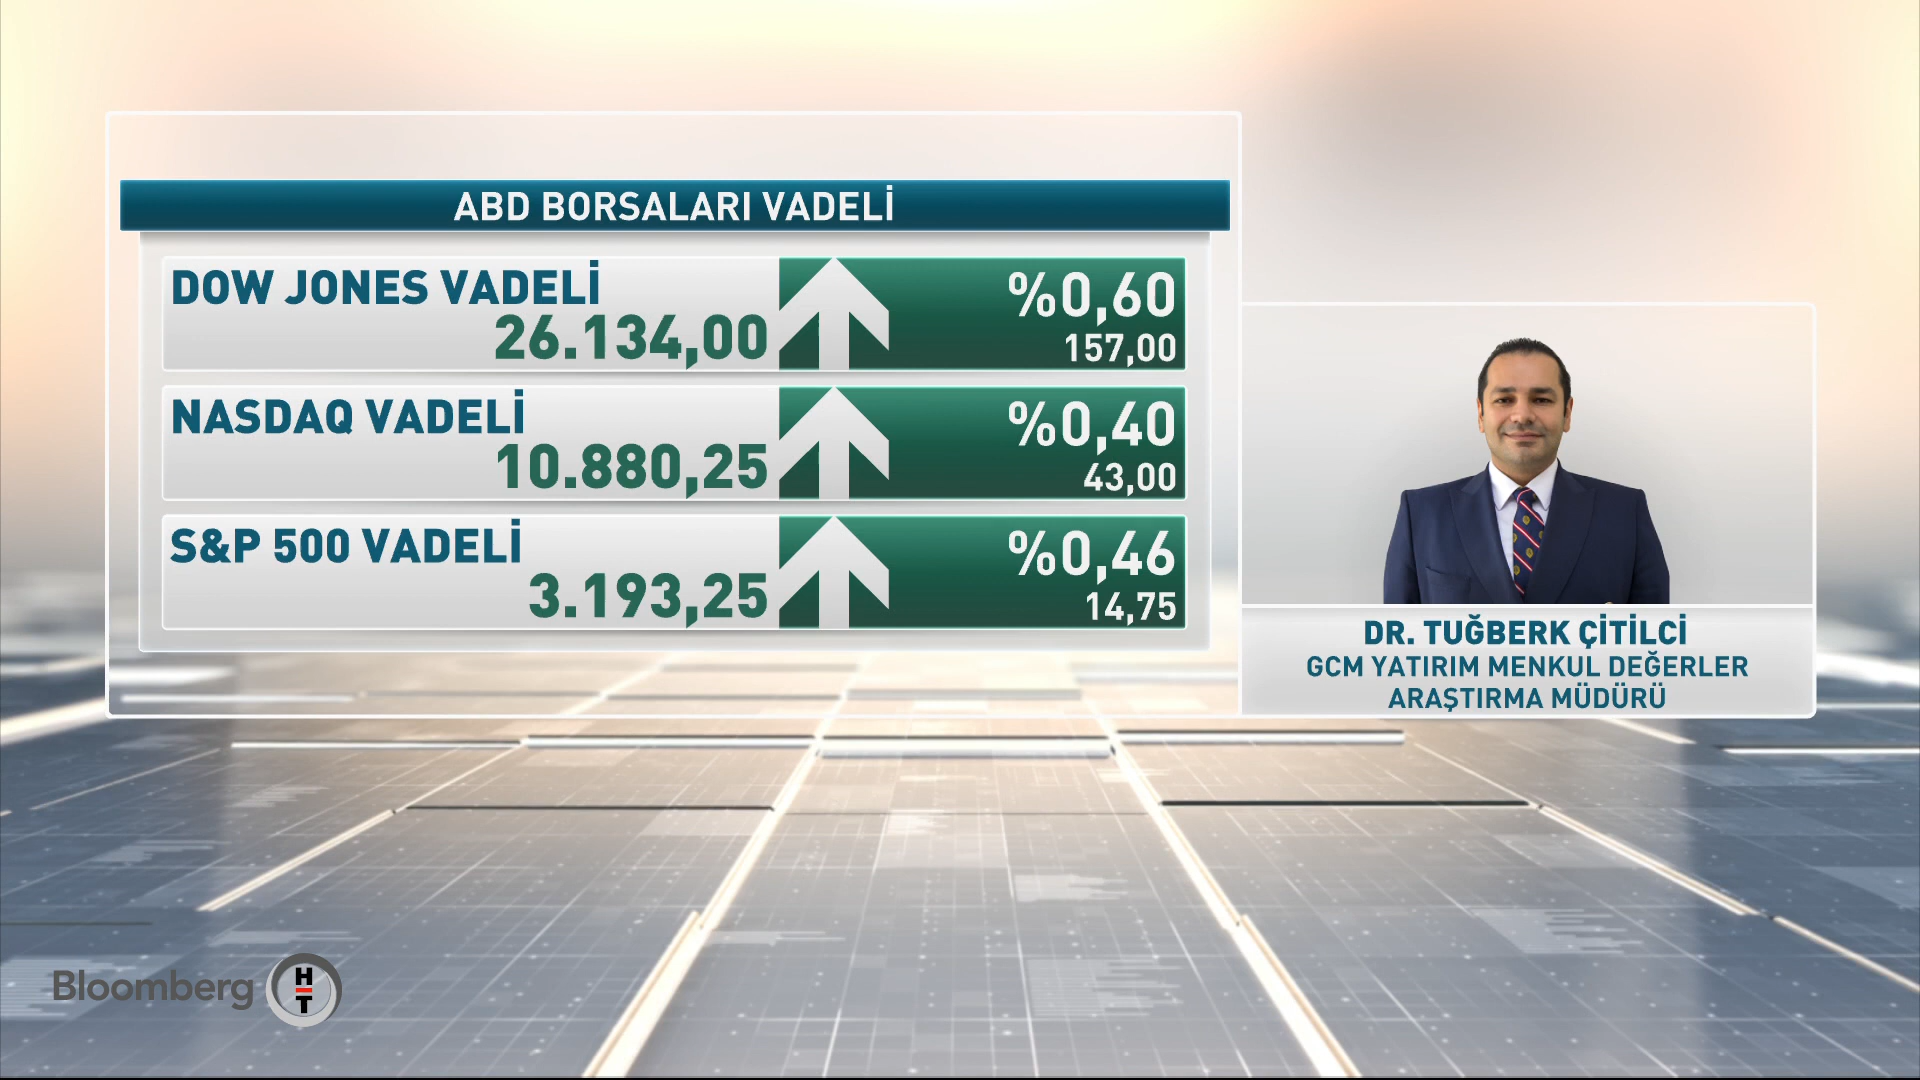 ABD BORSALARI VADELİ
DOW JONES VADELİ
26.134,00
%0,60
157,00
NASDAQ VADELİ
10.880,25
%0,40
43,00
S&P 500 VADELİ
3.193,25
%0,46
14,75
DR. TUĞBERK ÇİTİLCİ
GCM YATIRIM MENKUL DEĞERLER
ARAŞTIRMA MÜDÜRÜ
Bloomberg HT